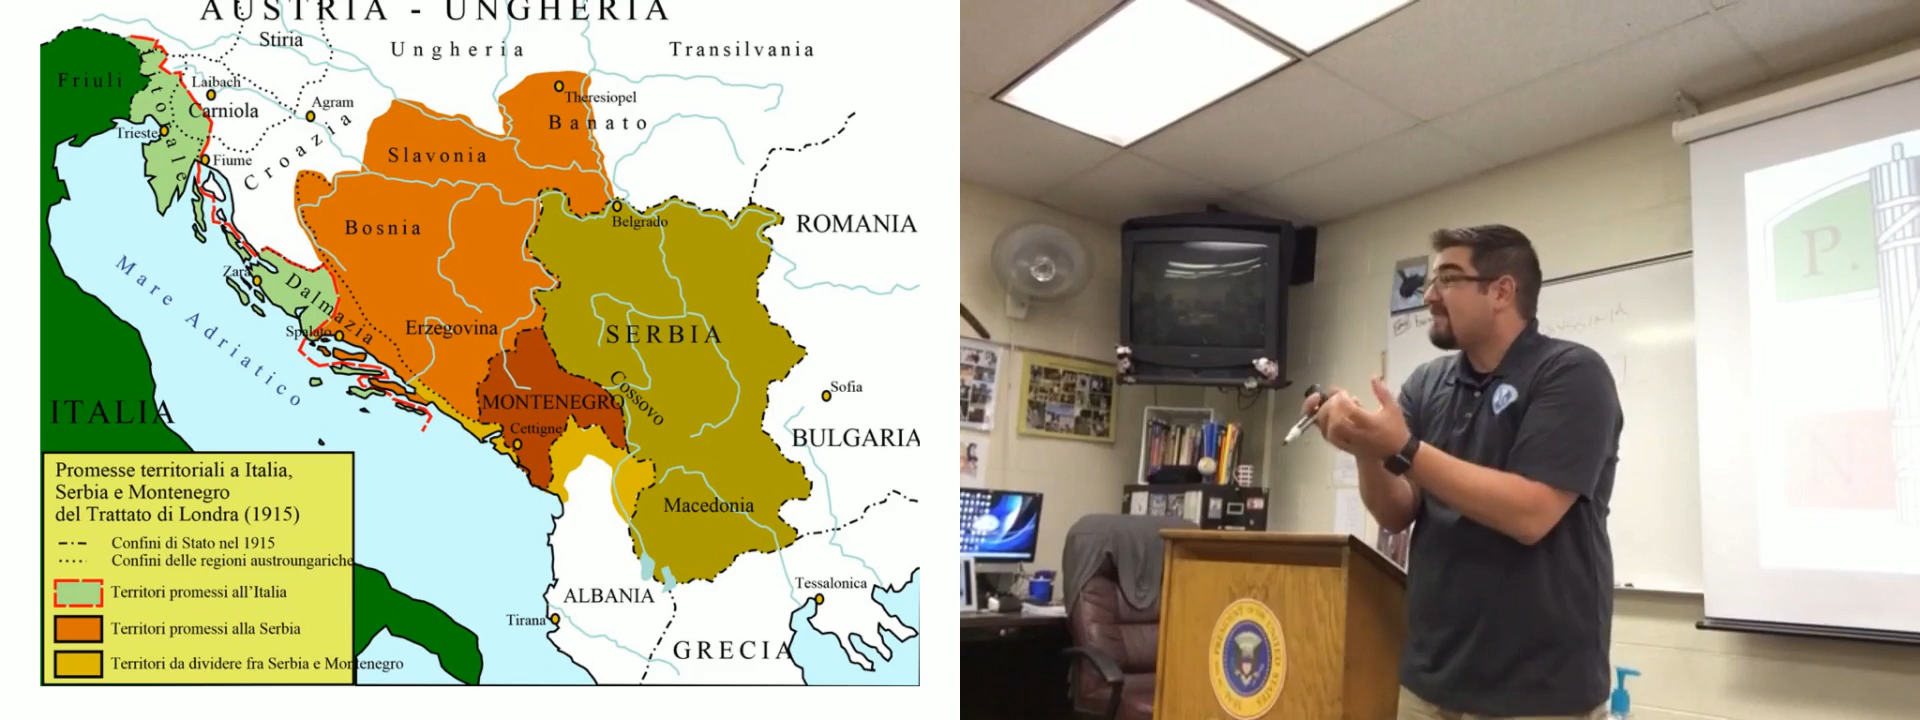 AUSTRIA - UNGHERIA
Stiria
Ungheria
Transilvania
Friuli
Laibach
Carniola
Agram
Theresiopel
Banato
Litorale
Trieste
Croazia
Slavonia
Fiume
Bosnia
Belgrado
ROMANIA
Zara
Dalmazia
Mare Adriatico
Spalato
Erzegovina
SERBIA
Cossovo
Sofia
MONTENEGRO
ITALIA
Cettigne
BULGARIA
Macedonia
Promesse territoriali a Italia,
Serbia e Montenegro
del Trattato di Londra (1915)
Confini di Stato nel 1915
Confini delle regioni austroungariche
Territori promessi all'Italia
Territori promessi alla Serbia
Territori da dividere fra Serbia e Montenegro
ALBANIA
Tessalonica
Tirana
GRECIA
P.